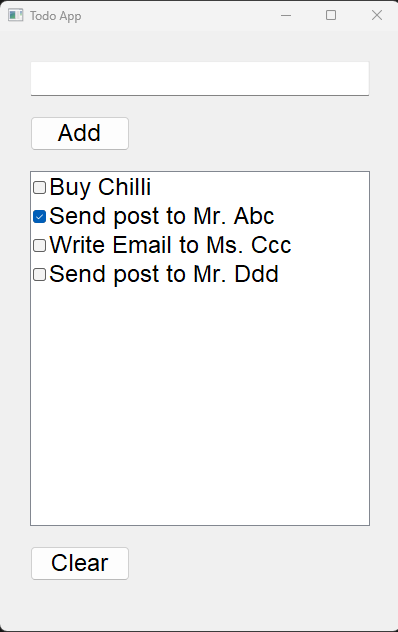 Todo App
Add
Buy Chilli
Send post to Mr. Abc
Write Email to Ms. Ccc
Send post to Mr. Ddd
Clear